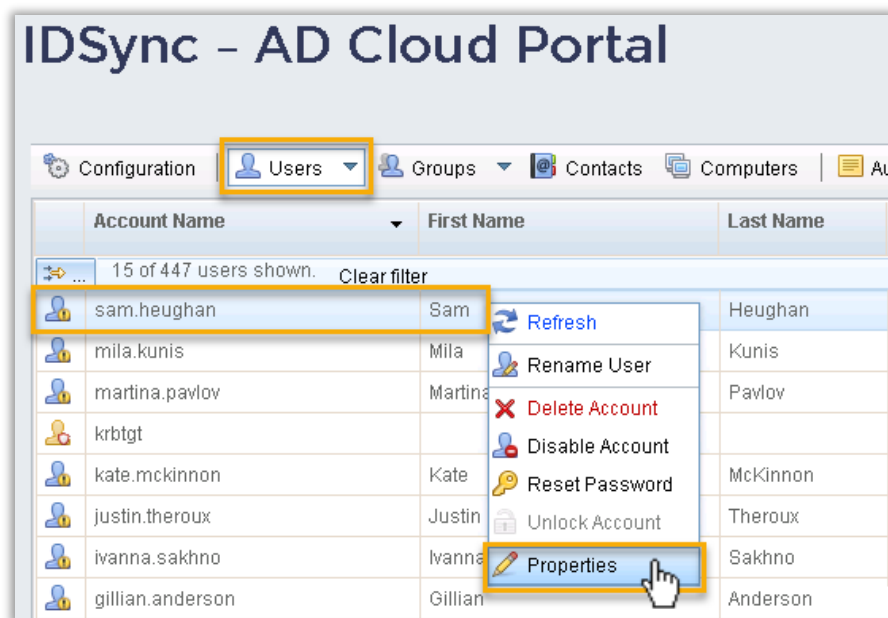 IDSync - AD Cloud Portal
Configuration Users Groups Contacts Computers
Account Name First Name Last Name
... 15 of 447 users shown. Clear filter
sam.heughan Sam Heughan
Refresh
mila.kunis Mila Kunis
Rename User
martina.pavlov Martina Pavlov
Delete Account
krbtgt
Disable Account
kate.mckinnon Kate McKinnon
Reset Password
justin.theroux Justin Theroux
Unlock Account
ivanna.sakhno Ivanna Sakhno
Properties
gillian.anderson Gillian Anderson